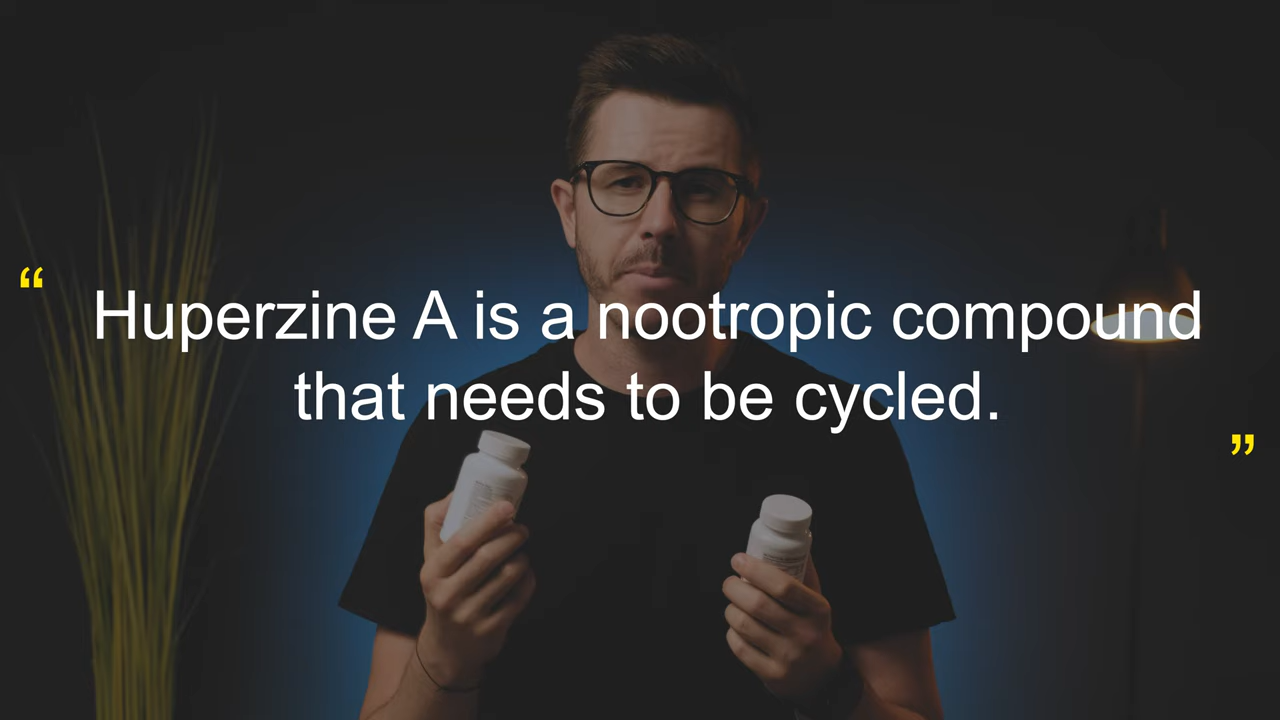 “ Huperzine A is a nootropic compound
that needs to be cycled. ”